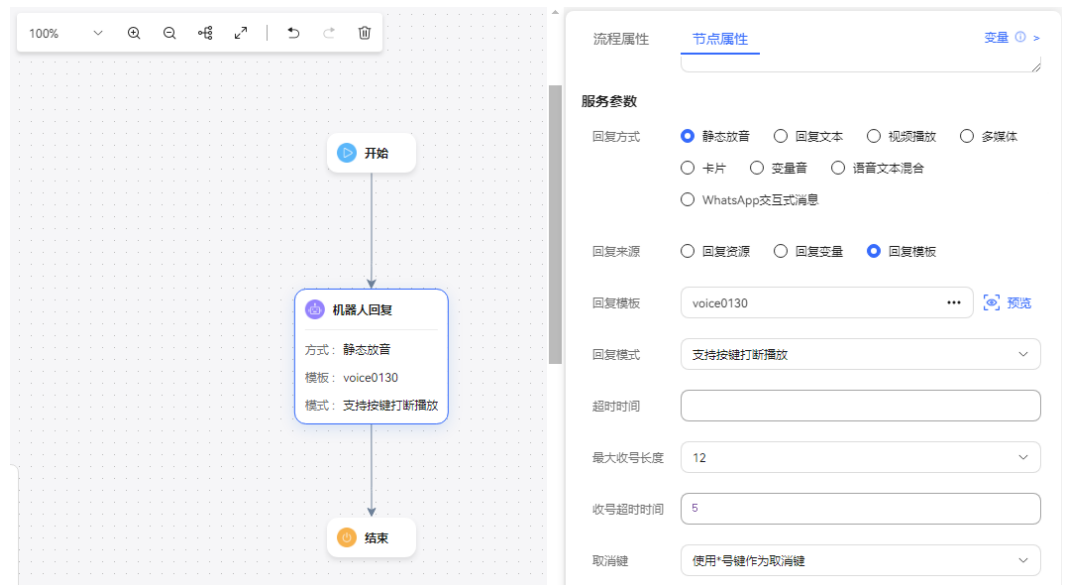 100%
开始
机器人回复
方式： 静态放音
模板： voice0130
模式： 支持按键打断播放
结束
流程属性 节点属性 变量 >
服务参数
回复方式 静态放音 回复文本 视频播放 多媒体
卡片 变量音 语音文本混合
WhatsApp交互式消息
回复来源 回复资源 回复变量 回复模板
回复模板 voice0130 ••• 预览
回复模式 支持按键打断播放
超时时间
最大收号长度 12
收号超时时间 5
取消键 使用*号键作为取消键